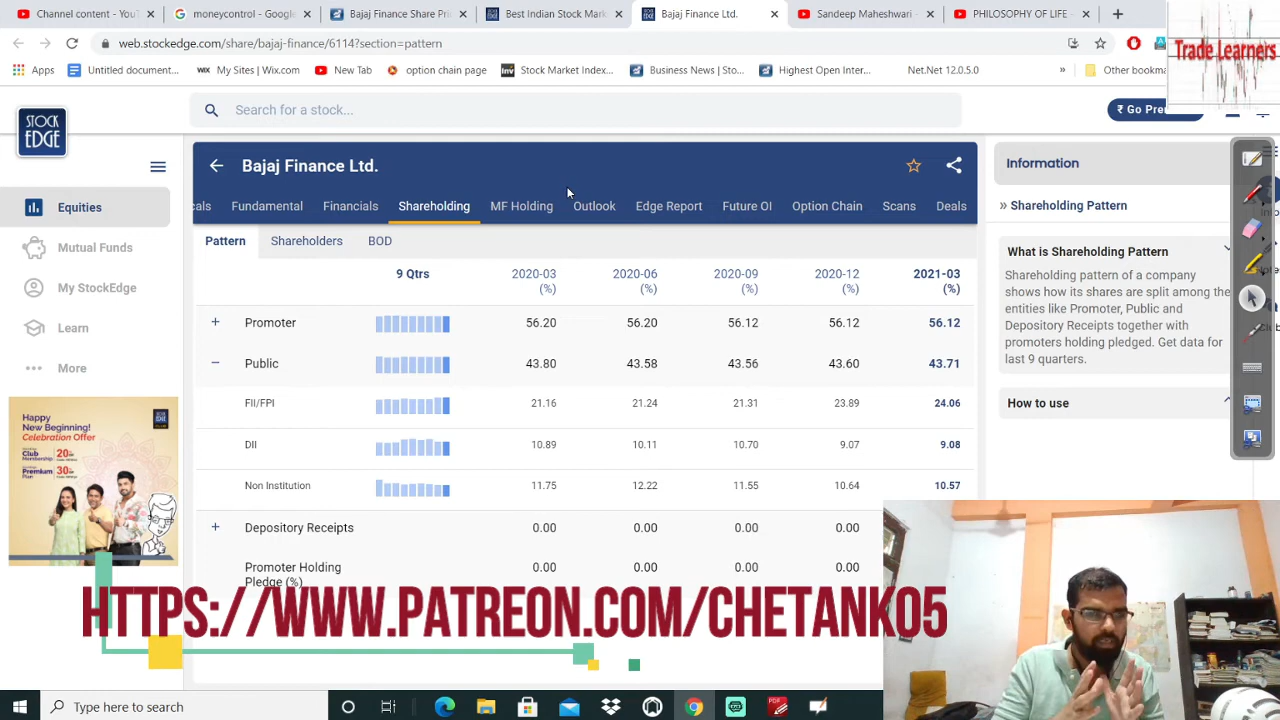 Channel content - YouT
moneycontrol - Google
Bajaj Finance Share Pri
Best Indian Stock Mark
Bajaj Finance Ltd.
Sandeep Maheshwari -
PHILOSOPHY OF LIFE -
web.stockedge.com/share/bajaj-finance/6114?section=pattern
Trade Learners
Apps
Untitled document...
My Sites | Wix.com
New Tab
option chain page
Stock Market Index...
Business News | Sto...
Highest Open Inter...
Net.Net 12.0.5.0
»
Other bookma
STOCK EDGE
Search for a stock...
₹ Go Pre
Bajaj Finance Ltd.
cals Fundamental Financials Shareholding MF Holding Outlook Edge Report Future OI Option Chain Scans Deals
Pattern Shareholders BOD
9 Qtrs 2020-03 (%) 2020-06 (%) 2020-09 (%) 2020-12 (%) 2021-03 (%)
Promoter 56.20 56.20 56.12 56.12 56.12
Public 43.80 43.58 43.56 43.60 43.71
FII/FPI 21.16 21.24 21.31 23.89 24.06
DII 10.89 10.11 10.70 9.07 9.08
Non Institution 11.75 12.22 11.55 10.64 10.57
Depository Receipts 0.00 0.00 0.00 0.00
Promoter Holding Pledge (%) 0.00 0.00 0.00 0.00
Equities
Mutual Funds
My StockEdge
Learn
More
Happy
New Beginning!
Celebration Offer
Club
Membership 20%
Premium
Plan 30%
Information
» Shareholding Pattern
What is Shareholding Pattern
Shareholding pattern of a company
shows how its shares are split among the
entities like Promoter, Public and
Depository Receipts together with
promoters holding pledged. Get data for
last 9 quarters.
How to use
HTTPS://WWW.PATREON.COM/CHETANK05
Type here to search